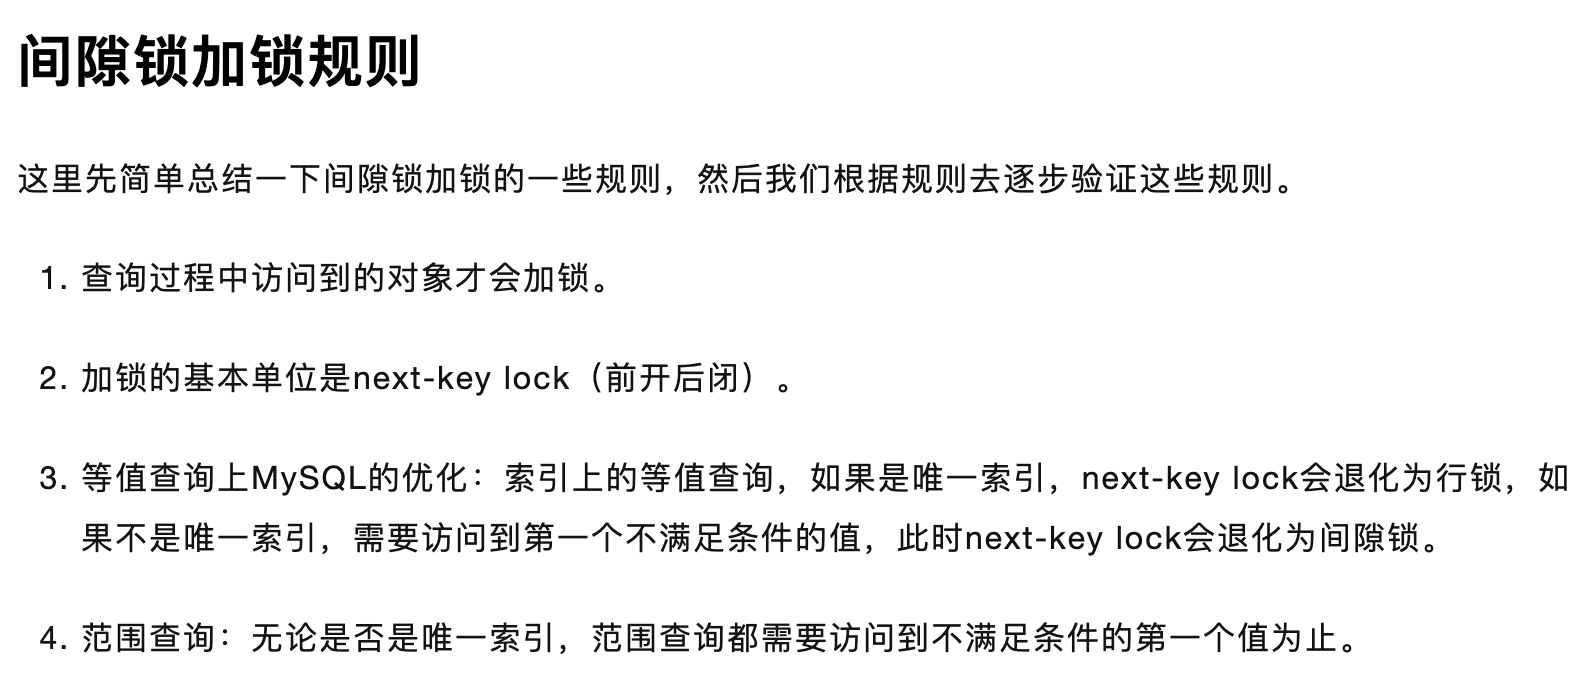 间隙锁加锁规则
这里先简单总结一下间隙锁加锁的一些规则，然后我们根据规则去逐步验证这些规则。
1. 查询过程中访问到的对象才会加锁。
2. 加锁的基本单位是next-key lock（前开后闭）。
3. 等值查询上MySQL的优化：索引上的等值查询，如果是唯一索引，next-key lock会退化为行锁，如
果不是唯一索引，需要访问到第一个不满足条件的值，此时next-key lock会退化为间隙锁。
4. 范围查询：无论是否是唯一索引，范围查询都需要访问到不满足条件的第一个值为止。